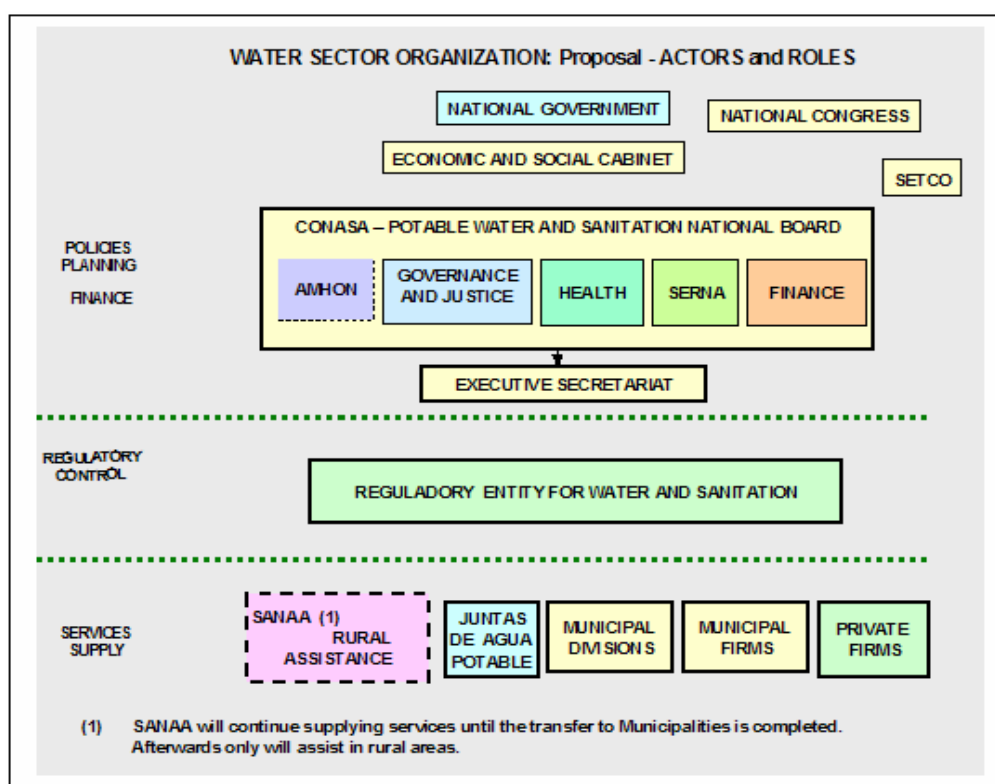 WATER SECTOR ORGANIZATION: Proposal - ACTORS and ROLES
NATIONAL GOVERNMENT
NATIONAL CONGRESS
ECONOMIC AND SOCIAL CABINET
SETCO
POLICIES
PLANNING
FINANCE
CONASA – POTABLE WATER AND SANITATION NATIONAL BOARD
AMHON
GOVERNANCE
AND JUSTICE
HEALTH
SERNA
FINANCE
EXECUTIVE SECRETARIAT
REGULATORY
CONTROL
REGULADORY ENTITY FOR WATER AND SANITATION
SERVICES
SUPPLY
SANAA (1)
RURAL
ASSISTANCE
JUNTAS
DE AGUA
POTABLE
MUNICIPAL
DIVISIONS
MUNICIPAL
FIRMS
PRIVATE
FIRMS
(1) SANAA will continue supplying services until the transfer to Municipalities is completed.
Afterwards only will assist in rural areas.